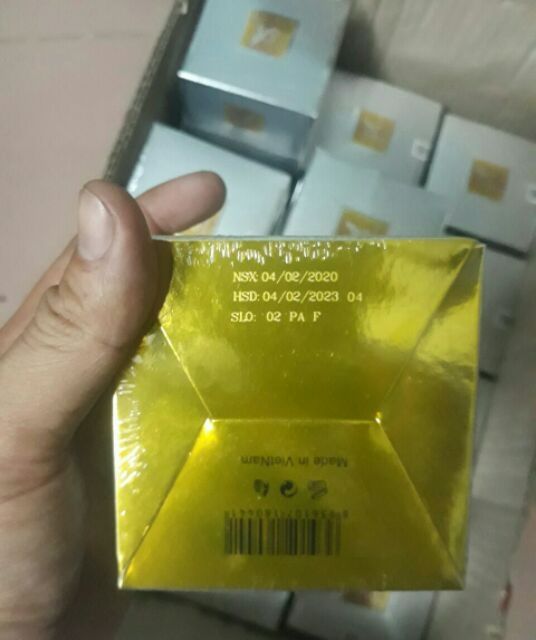 NSX: 04/02/2020
HSD: 04/02/2023 04
SLO: 02 PA F
Made in VietNam